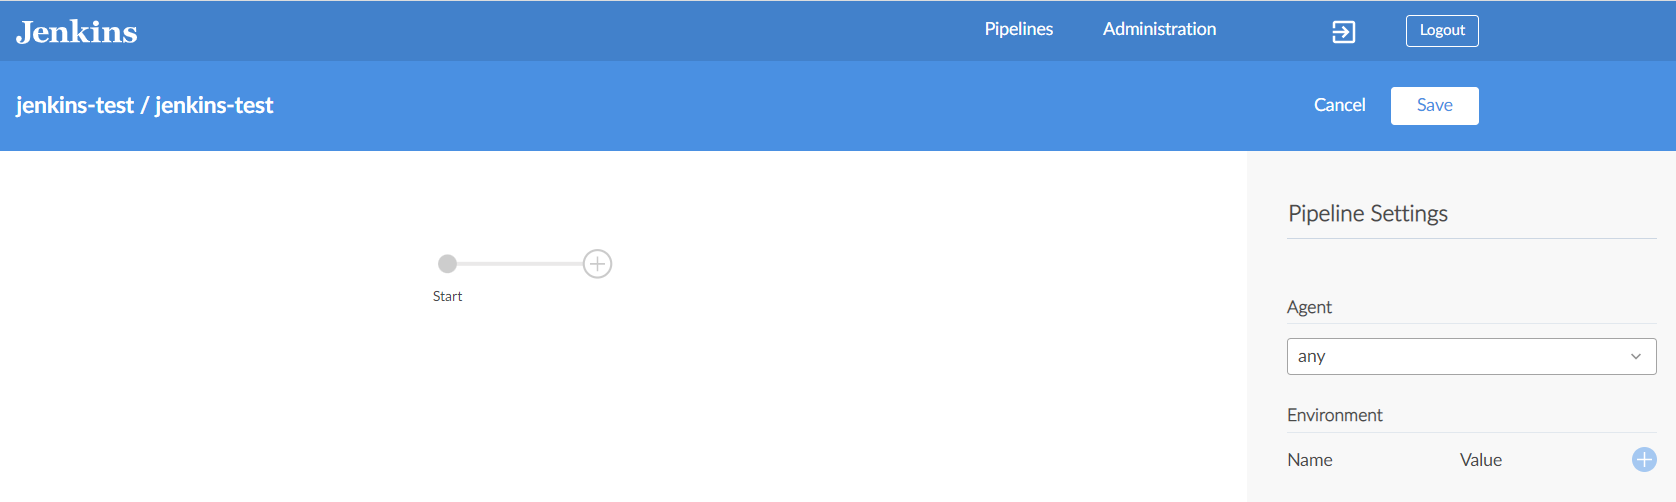 Jenkins
Pipelines Administration Logout
jenkins-test / jenkins-test
Cancel Save
Start
Pipeline Settings
Agent
any
Environment
Name Value